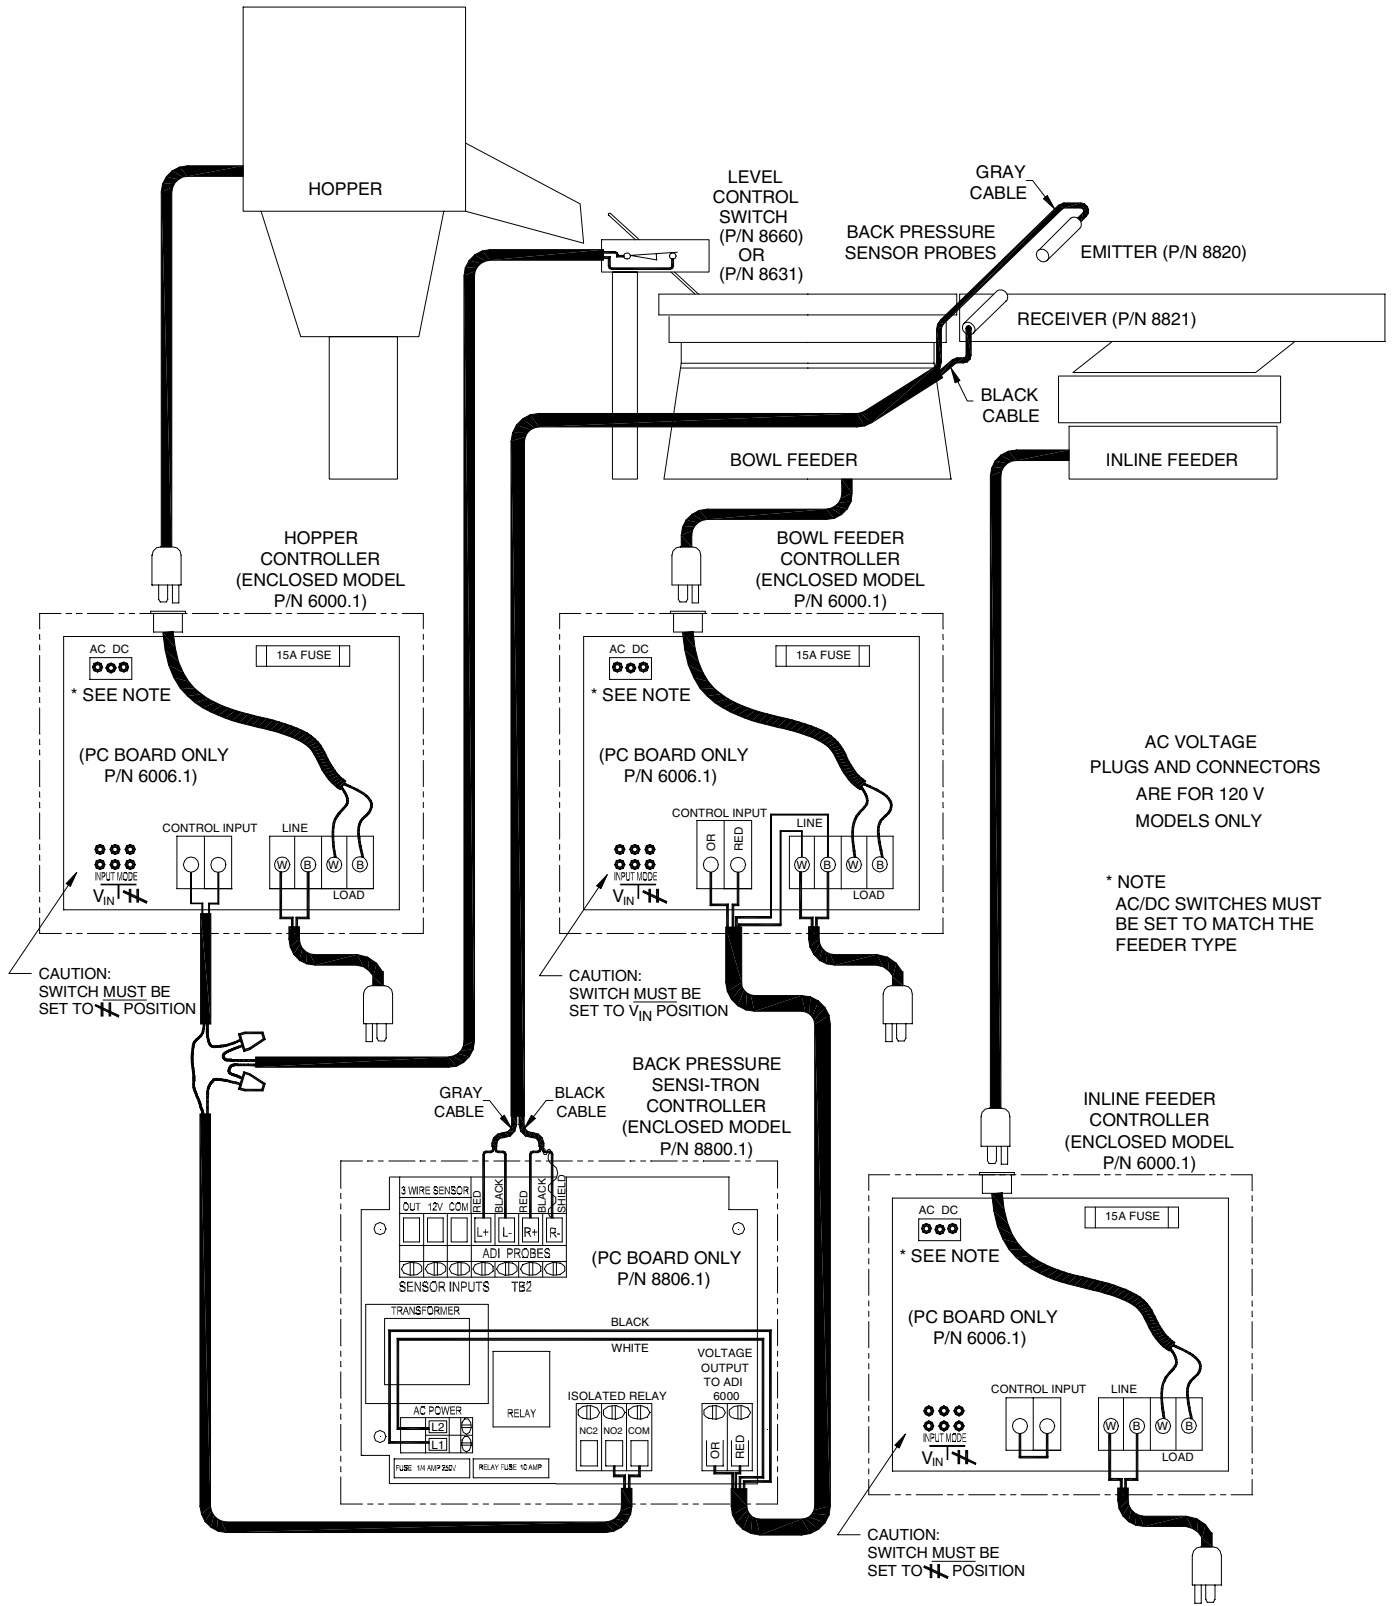 HOPPER
LEVEL
CONTROL
SWITCH
(P/N 8660)
OR
(P/N 8631)
GRAY
CABLE
BACK PRESSURE
SENSOR PROBES
EMITTER (P/N 8820)
RECEIVER (P/N 8821)
BLACK
CABLE
BOWL FEEDER
INLINE FEEDER
HOPPER
CONTROLLER
(ENCLOSED MODEL
P/N 6000.1)
AC DC
15A FUSE
* SEE NOTE
(PC BOARD ONLY
P/N 6006.1)
CONTROL INPUT
LINE
W B W B
LOAD
INPUT MODE
VIN
CAUTION:
SWITCH MUST BE
SET TO POSITION
BOWL FEEDER
CONTROLLER
(ENCLOSED MODEL
P/N 6000.1)
AC DC
15A FUSE
* SEE NOTE
(PC BOARD ONLY
P/N 6006.1)
CONTROL INPUT
OR RED
LINE
W B W B
LOAD
INPUT MODE
VIN
CAUTION:
SWITCH MUST BE
SET TO VIN POSITION
AC VOLTAGE
PLUGS AND CONNECTORS
ARE FOR 120 V
MODELS ONLY
* NOTE
AC/DC SWITCHES MUST
BE SET TO MATCH THE
FEEDER TYPE
BACK PRESSURE
SENSI-TRON
CONTROLLER
(ENCLOSED MODEL
P/N 8800.1)
GRAY
CABLE
BLACK
CABLE
3 WIRE SENSOR
OUT 12V COM
RED BLACK RED BLACK SHIELD
L+ L- R+ R-
ADI PROBES
SENSOR INPUTS TB2
(PC BOARD ONLY
P/N 8806.1)
TRANSFORMER
BLACK
WHITE
VOLTAGE
OUTPUT
TO ADI
6000
ISOLATED RELAY
NC2 NO2 COM
OR RED
RELAY
AC POWER
L2
L1
FUSE 1/4 AMP 250V
RELAY FUSE 10 AMP
INLINE FEEDER
CONTROLLER
(ENCLOSED MODEL
P/N 6000.1)
AC DC
15A FUSE
* SEE NOTE
(PC BOARD ONLY
P/N 6006.1)
CONTROL INPUT
LINE
W B W B
LOAD
INPUT MODE
VIN
CAUTION:
SWITCH MUST BE
SET TO POSITION